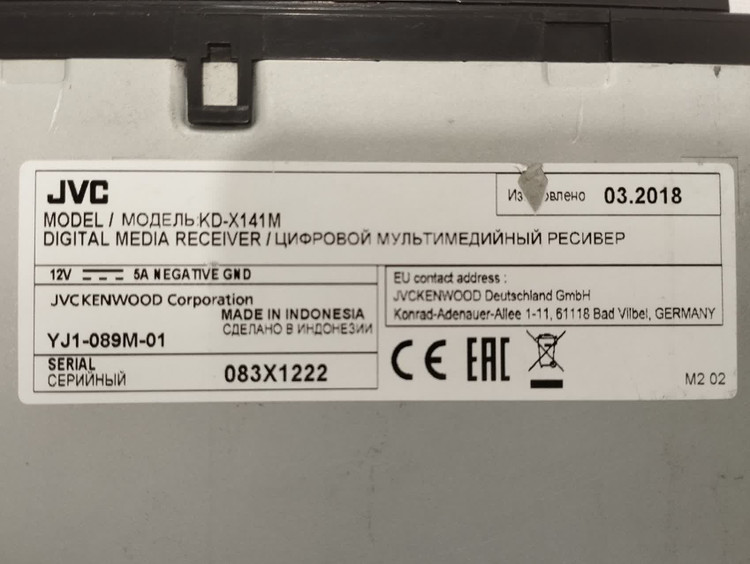 JVC
03.2018
MODEL / МОДЕЛЬ: KD-X141M
DIGITAL MEDIA RECEIVER / ЦИФРОВОЙ МУЛЬТИМЕДИЙНЫЙ РЕСИВЕР
12V 5A NEGATIVE GND
JVCKENWOOD Corporation
MADE IN INDONESIA
СДЕЛАНО В ИНДОНЕЗИИ
YJ1-089M-01
SERIAL
СЕРИЙНЫЙ
083X1222
EU contact address :
JVCKENWOOD Deutschland GmbH
Konrad-Adenauer-Allee 1-11, 61118 Bad Vilbel, GERMANY
CE EAC
M2 02